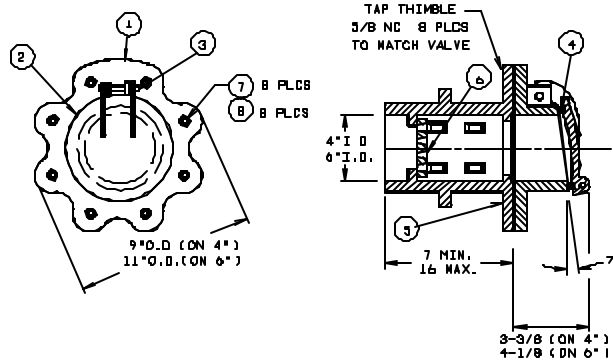 TAP THIMBLE
5/8 NC 8 PLCS
TO MATCH VALVE
1
2
3
4
7 8 PLCS
8 8 PLCS
6
4"I D
6"I.D.
9"O.D (ON 4")
11"O.D.(ON 6")
5
7 MIN.
16 MAX.
7
3-3/8 (ON 4")
4-1/8 (ON 6")